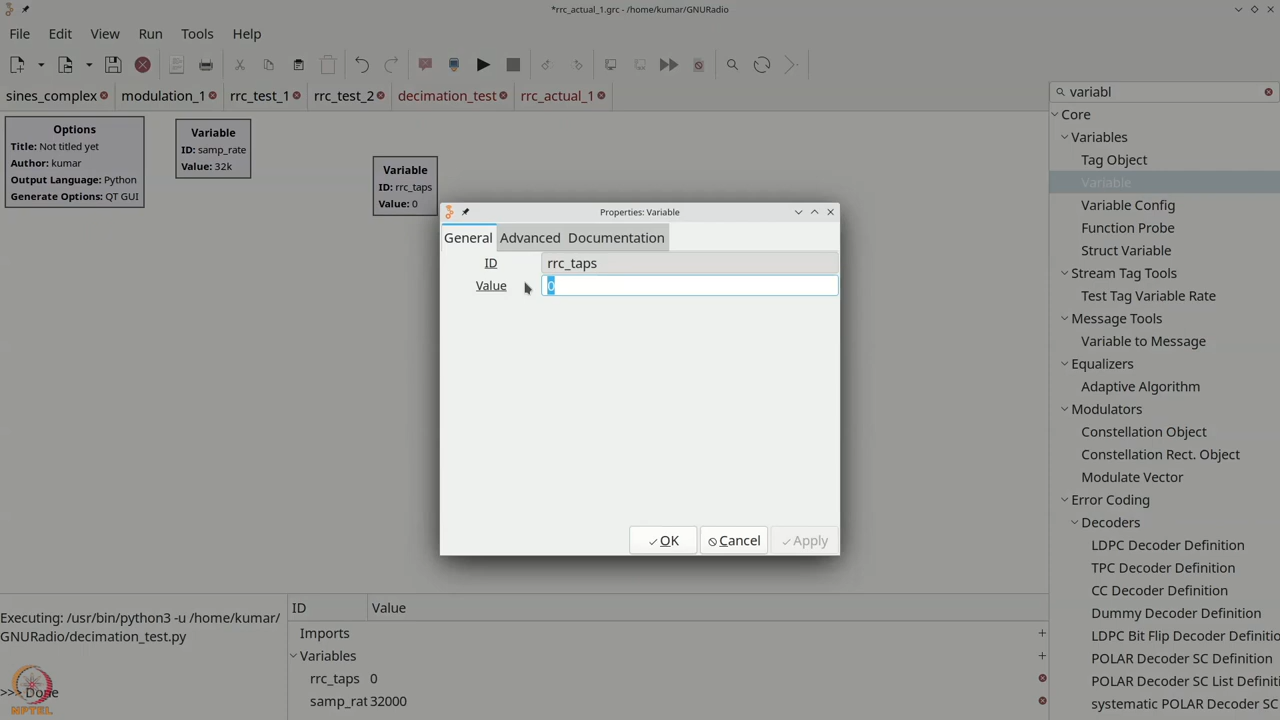 *rrc_actual_1.grc - /home/kumar/GNURadio
File Edit View Run Tools Help
sines_complex modulation_1 rrc_test_1 rrc_test_2 decimation_test rrc_actual_1
Options
Title: Not titled yet
Author: kumar
Output Language: Python
Generate Options: QT GUI
Variable
ID: samp_rate
Value: 32k
Variable
ID: rrc_taps
Value: 0
Properties: Variable
General Advanced Documentation
ID rrc_taps
Value 0
OK Cancel Apply
variabl
Core
Variables
Tag Object
Variable
Variable Config
Function Probe
Struct Variable
Stream Tag Tools
Test Tag Variable Rate
Message Tools
Variable to Message
Equalizers
Adaptive Algorithm
Modulators
Constellation Object
Constellation Rect. Object
Modulate Vector
Error Coding
Decoders
LDPC Decoder Definition
TPC Decoder Definition
CC Decoder Definition
Dummy Decoder Definition
LDPC Bit Flip Decoder Definitio
POLAR Decoder SC Definition
POLAR Decoder SC List Definiti
systematic POLAR Decoder SC
Executing: /usr/bin/python3 -u /home/kumar/
GNURadio/decimation_test.py
>>> Done
NPTEL
ID Value
Imports
Variables
rrc_taps 0
samp_rat 32000